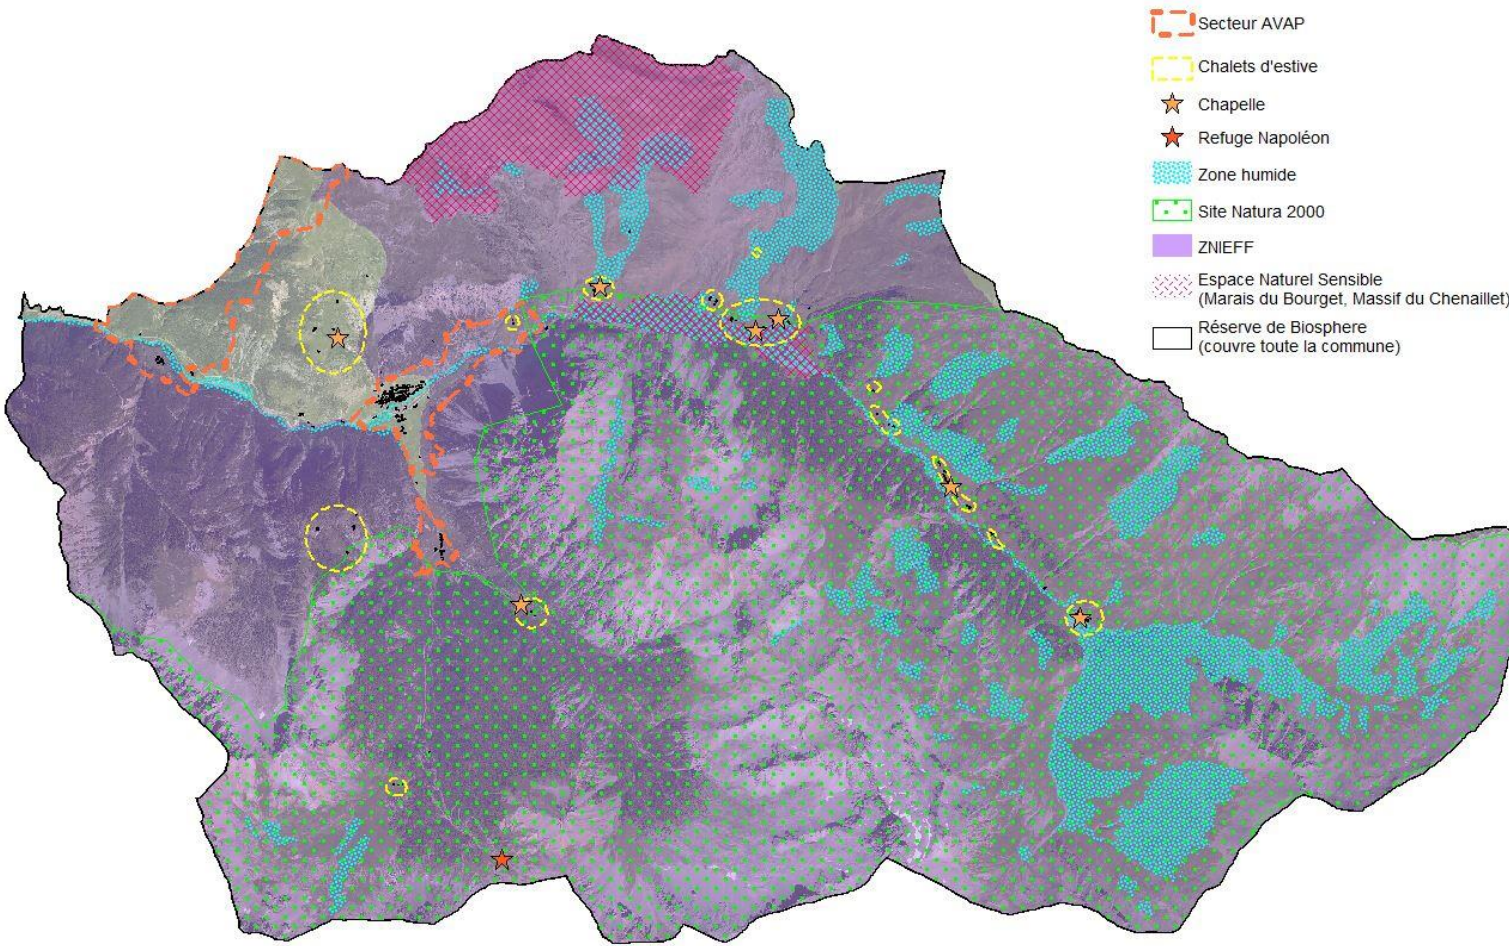 Secteur AVAP
Chalets d'estive
Chapelle
Refuge Napoléon
Zone humide
Site Natura 2000
ZNIEFF
Espace Naturel Sensible
(Marais du Bourget, Massif du Chenaillet)
Réserve de Biosphere
(couvre toute la commune)